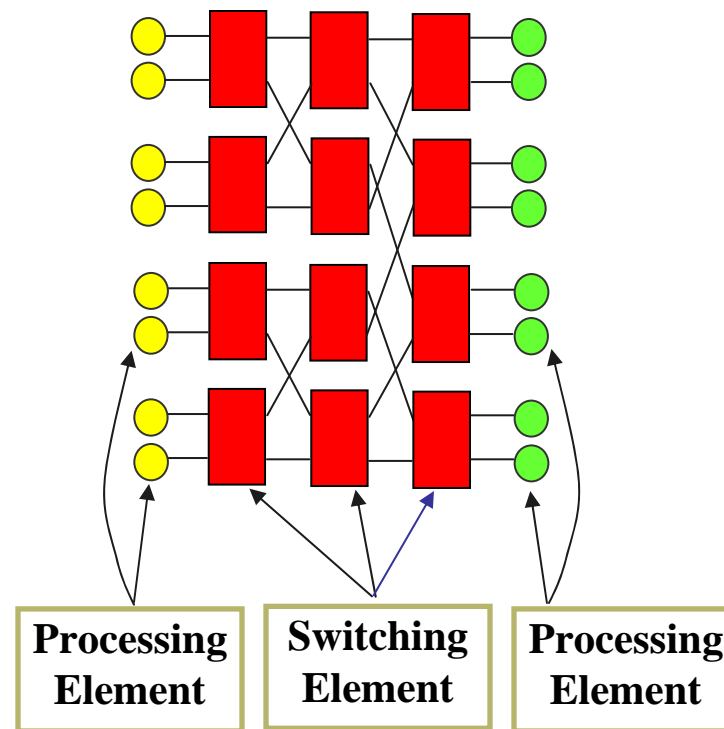 Processing
Element
Switching
Element
Processing
Element